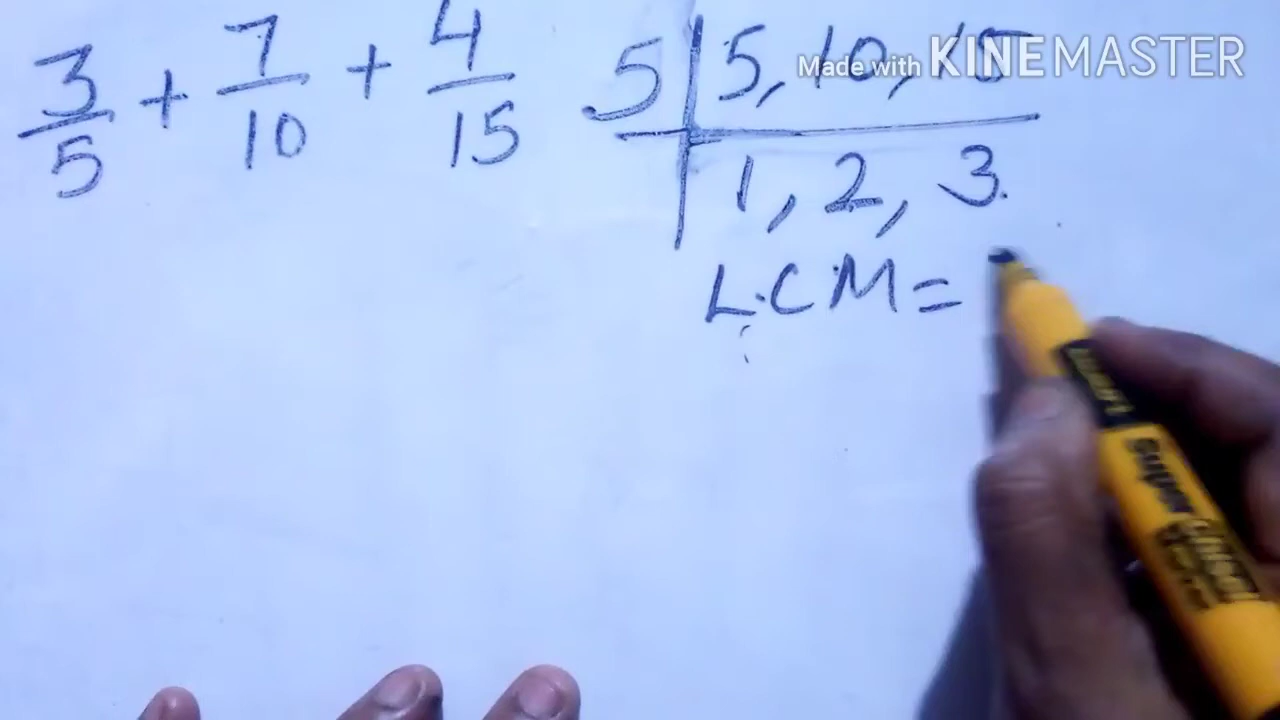 3/5 + 7/10 + 4/15
5 | 5, 10, 15
1, 2, 3
L.C.M =
Made with KINEMASTER